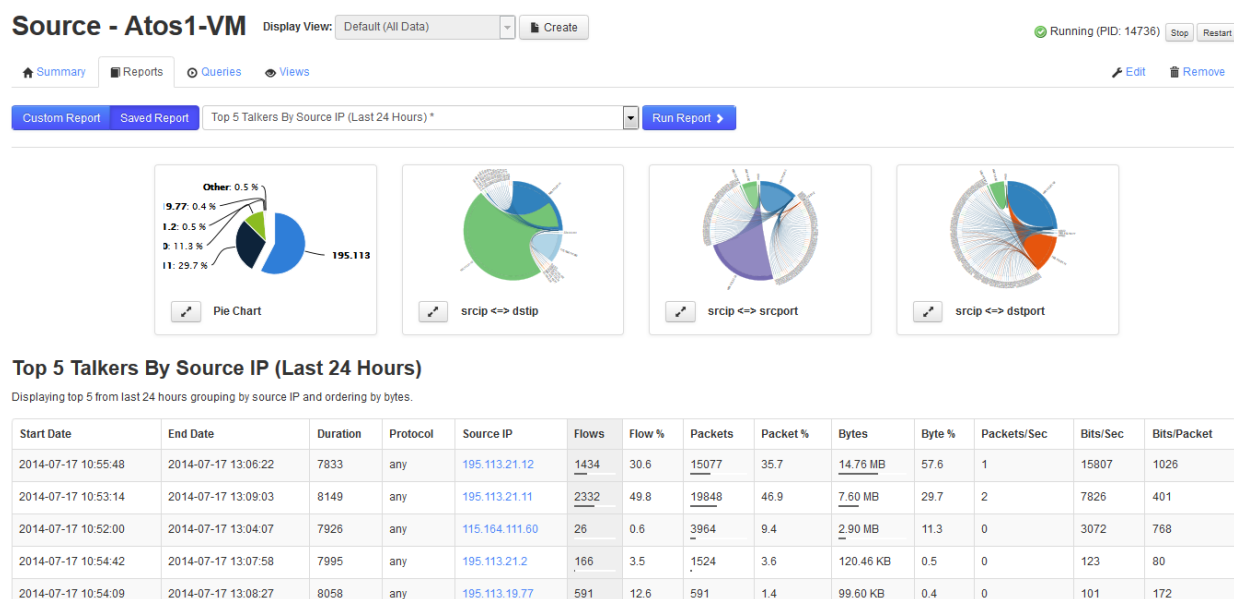 Source - Atos1-VM Display View: Default (All Data) Create Running (PID: 14736) Stop Restart
Summary Reports Queries Views Edit Remove
Custom Report Saved Report Top 5 Talkers By Source IP (Last 24 Hours) * Run Report
Other: 0.5 %
9.77: 0.4 %
1.2: 0.5 %
0: 11.3 %
11: 29.7 %
195.113
Pie Chart
srcip <=> dstip
srcip <=> srcport
srcip <=> dstport
Top 5 Talkers By Source IP (Last 24 Hours)
Displaying top 5 from last 24 hours grouping by source IP and ordering by bytes.
Start Date End Date Duration Protocol Source IP Flows Flow % Packets Packet % Bytes Byte % Packets/Sec Bits/Sec Bits/Packet
2014-07-17 10:55:48 2014-07-17 13:06:22 7833 any 195.113.21.12 1434 30.6 15077 35.7 14.76 MB 57.6 1 15807 1026
2014-07-17 10:53:14 2014-07-17 13:09:03 8149 any 195.113.21.11 2332 49.8 19848 46.9 7.60 MB 29.7 2 7826 401
2014-07-17 10:52:00 2014-07-17 13:04:07 7926 any 115.164.111.60 26 0.6 3964 9.4 2.90 MB 11.3 0 3072 768
2014-07-17 10:54:42 2014-07-17 13:07:58 7995 any 195.113.21.2 166 3.5 1524 3.6 120.46 KB 0.5 0 123 80
2014-07-17 10:54:09 2014-07-17 13:08:27 8058 any 195.113.19.77 591 12.6 591 1.4 99.60 KB 0.4 0 101 172